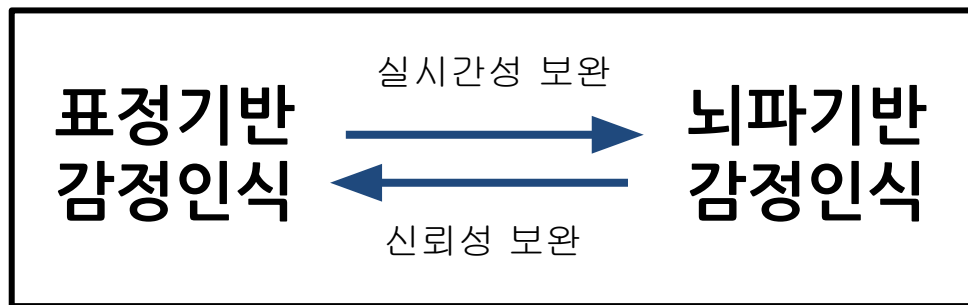 실시간성 보완
표정기반
감정인식
뇌파기반
감정인식
신뢰성 보완